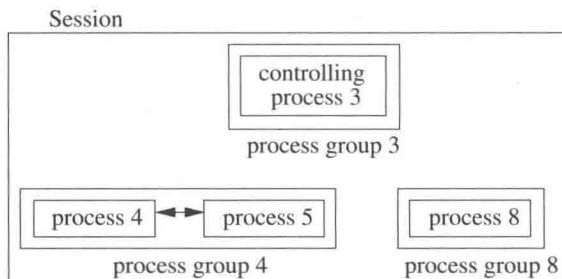 Session
controlling
process 3
process group 3
process 4
process 5
process 8
process group 4
process group 8